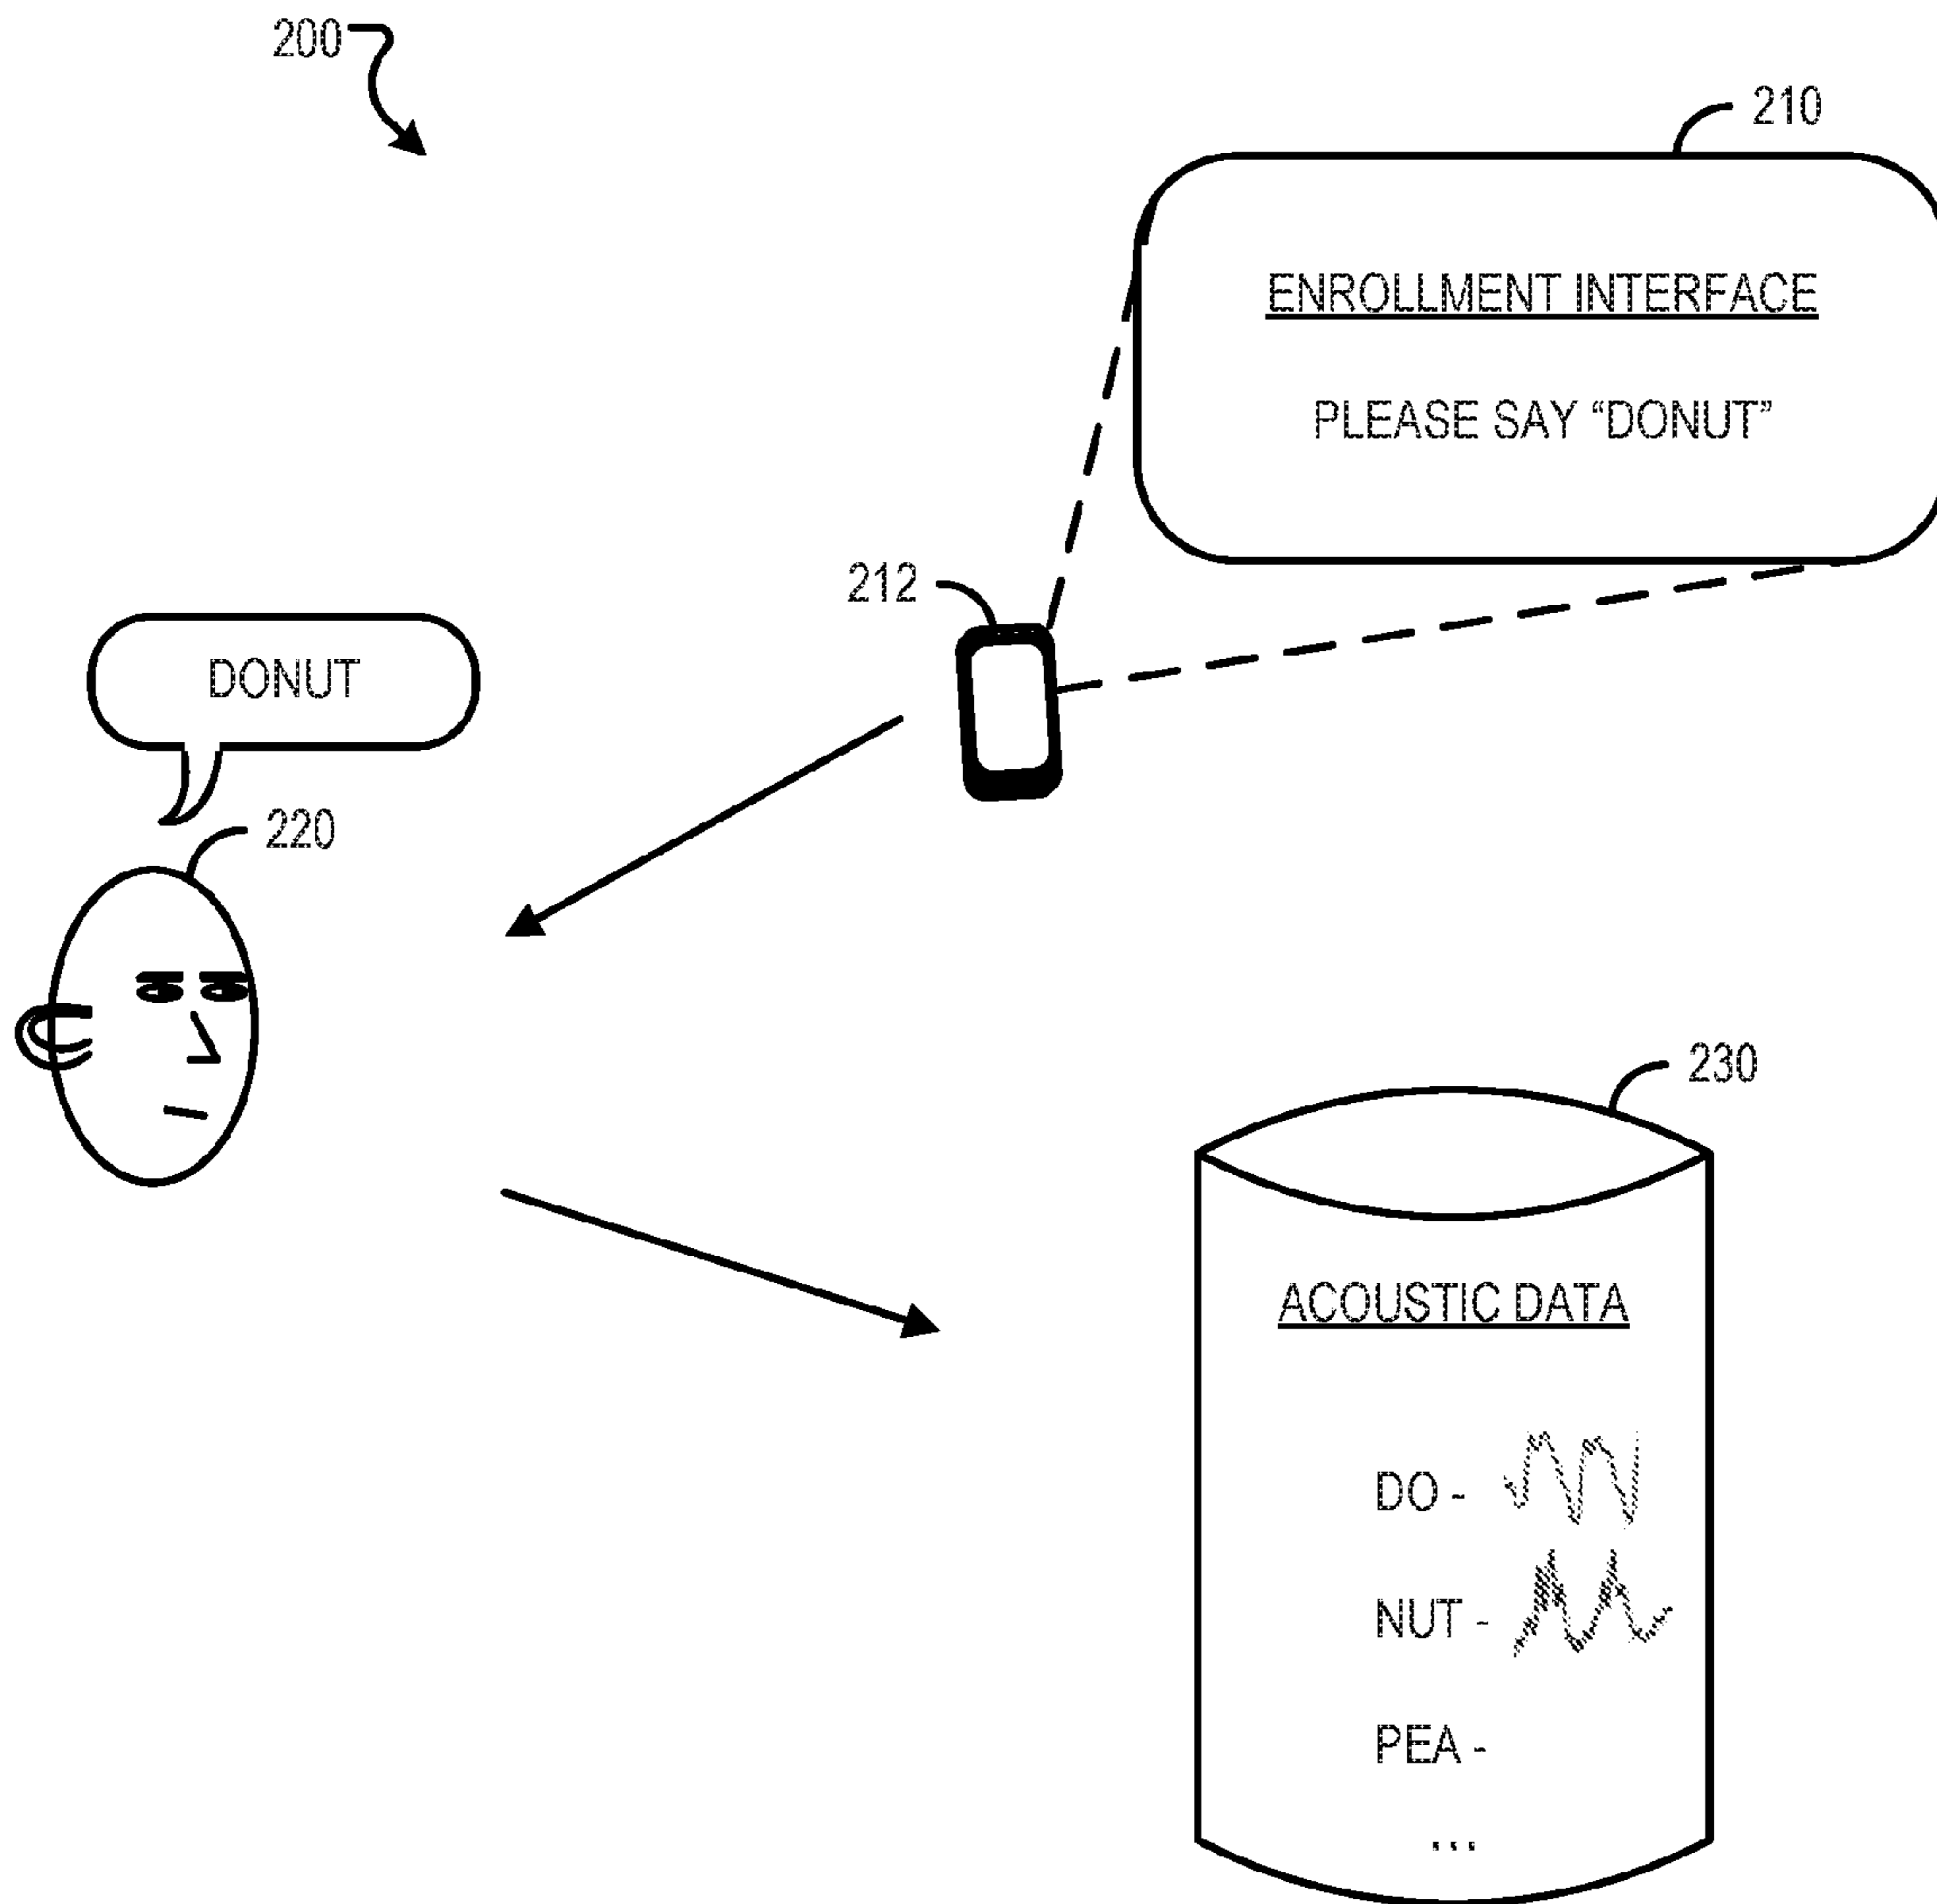 200
210
ENROLLMENT INTERFACE
PLEASE SAY “DONUT”
212
DONUT
220
230
ACOUSTIC DATA
DO -
NUT -
PEA -
...